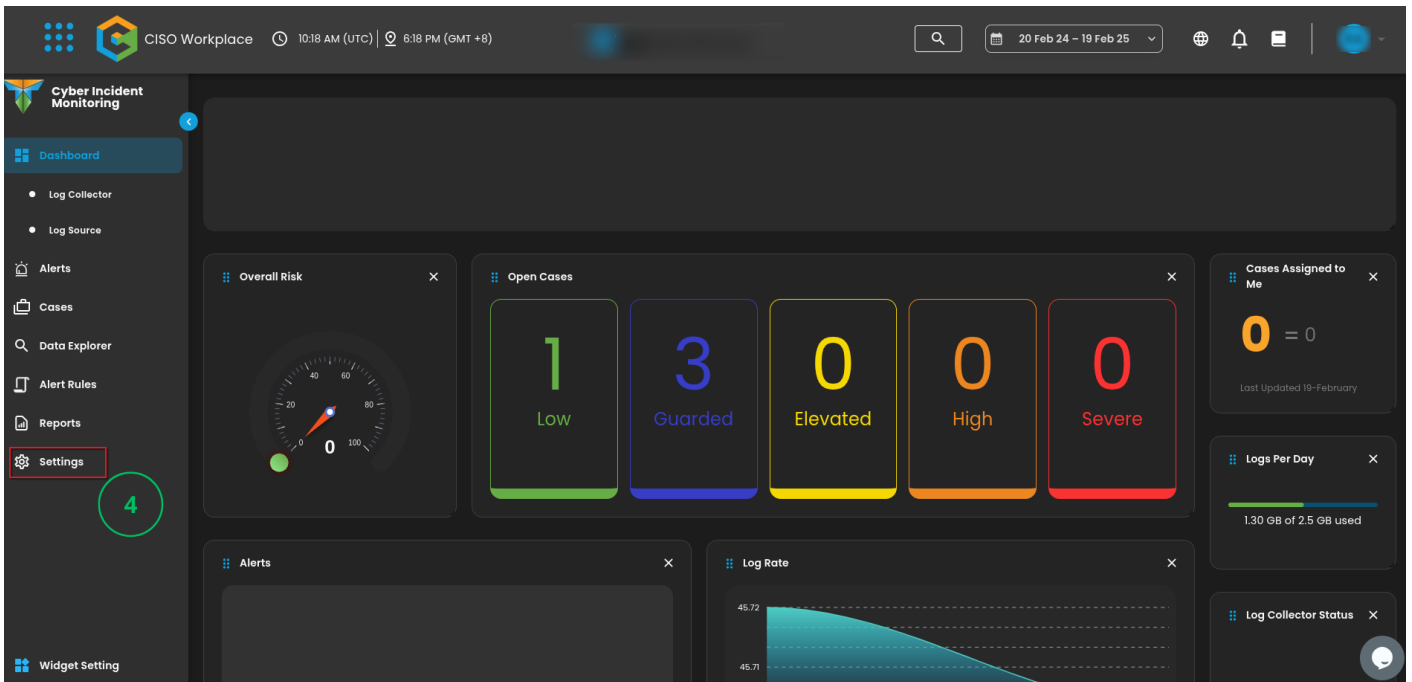 CISO Workplace
10:18 AM (UTC)
6:18 PM (GMT +8)
20 Feb 24 – 19 Feb 25
Cyber Incident
Monitoring
Dashboard
Log Collector
Log Source
Alerts
Cases
Data Explorer
Alert Rules
Reports
Settings
4
Widget Setting
Overall Risk
0
20
40
60
80
100
0
Open Cases
1
Low
3
Guarded
0
Elevated
0
High
0
Severe
Cases Assigned to
Me
0 = 0
Last Updated 19-February
Logs Per Day
1.30 GB of 2.5 GB used
Alerts
Log Rate
45.72
45.71
Log Collector Status